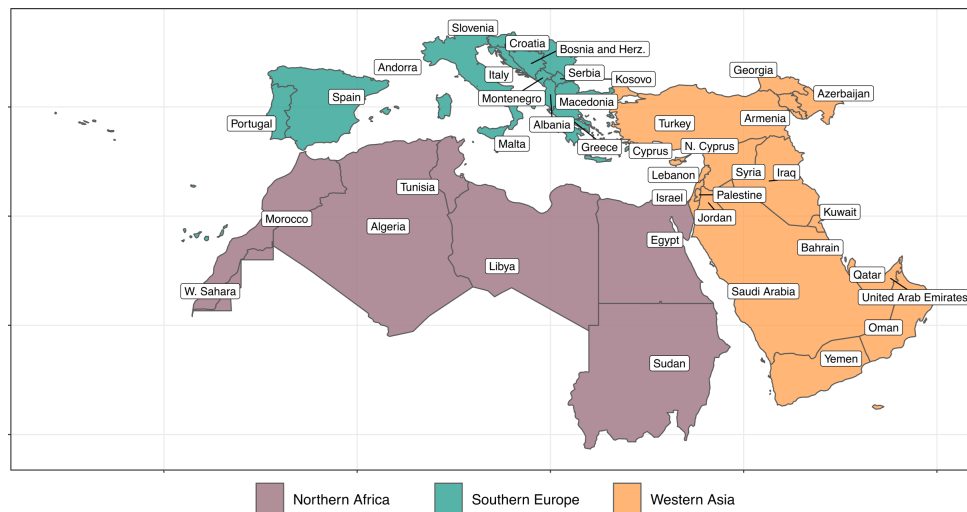 Slovenia
Croatia
Bosnia and Herz.
Andorra
Italy
Serbia
Kosovo
Georgia
Spain
Montenegro
Macedonia
Azerbaijan
Portugal
Albania
Turkey
Armenia
Malta
Greece
Cyprus
N. Cyprus
Tunisia
Lebanon
Syria
Iraq
Israel
Palestine
Morocco
Algeria
Jordan
Kuwait
Egypt
Bahrain
Libya
Qatar
W. Sahara
Saudi Arabia
United Arab Emirates
Oman
Sudan
Yemen
Northern Africa
Southern Europe
Western Asia